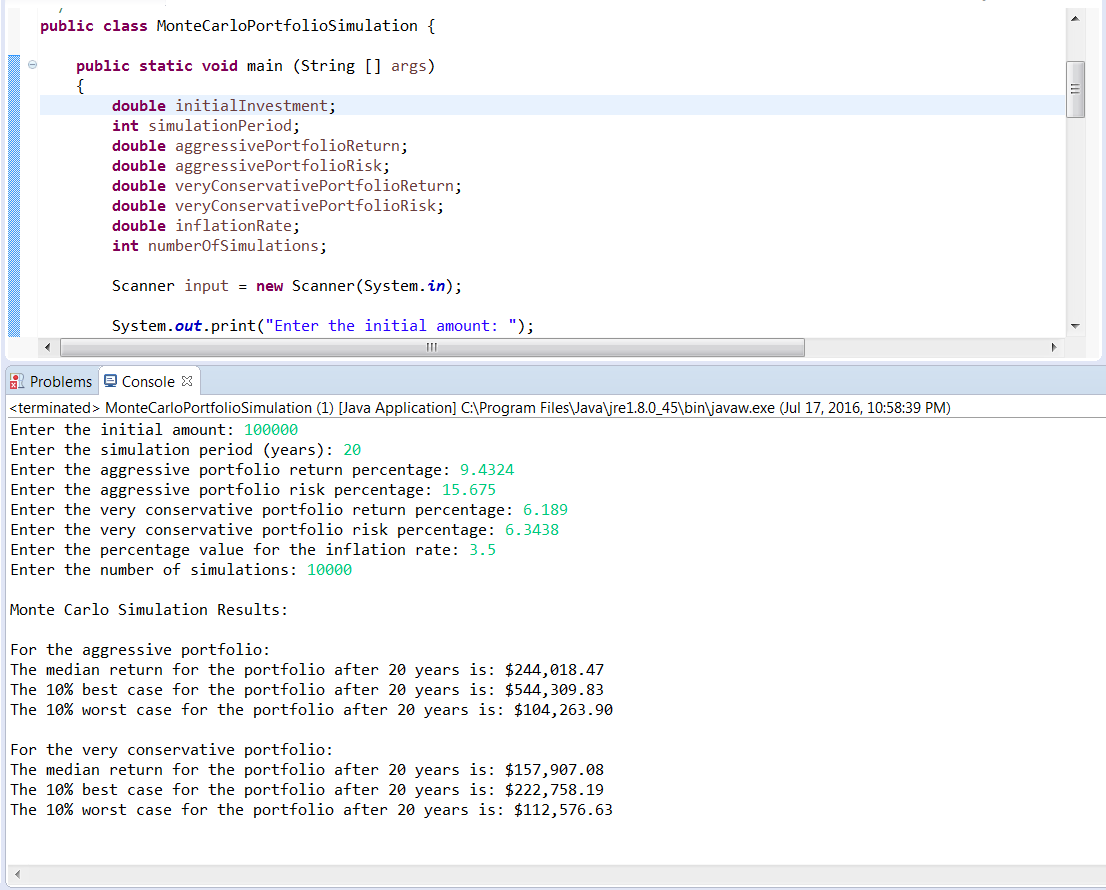 public class MonteCarloPortfolioSimulation {
public static void main (String [] args)
{
double initialInvestment;
int simulationPeriod;
double aggressivePortfolioReturn;
double aggressivePortfolioRisk;
double veryConservativePortfolioReturn;
double veryConservativePortfolioRisk;
double inflationRate;
int numberOfSimulations;
Scanner input = new Scanner(System.in);
System.out.print("Enter the initial amount: ");
Problems Console
<terminated> MonteCarloPortfolioSimulation (1) [Java Application] C:\Program Files\Java\jre1.8.0_45\bin\javaw.exe (Jul 17, 2016, 10:58:39 PM)
Enter the initial amount: 100000
Enter the simulation period (years): 20
Enter the aggressive portfolio return percentage: 9.4324
Enter the aggressive portfolio risk percentage: 15.675
Enter the very conservative portfolio return percentage: 6.189
Enter the very conservative portfolio risk percentage: 6.3438
Enter the percentage value for the inflation rate: 3.5
Enter the number of simulations: 10000
Monte Carlo Simulation Results:
For the aggressive portfolio:
The median return for the portfolio after 20 years is: $244,018.47
The 10% best case for the portfolio after 20 years is: $544,309.83
The 10% worst case for the portfolio after 20 years is: $104,263.90
For the very conservative portfolio:
The median return for the portfolio after 20 years is: $157,907.08
The 10% best case for the portfolio after 20 years is: $222,758.19
The 10% worst case for the portfolio after 20 years is: $112,576.63